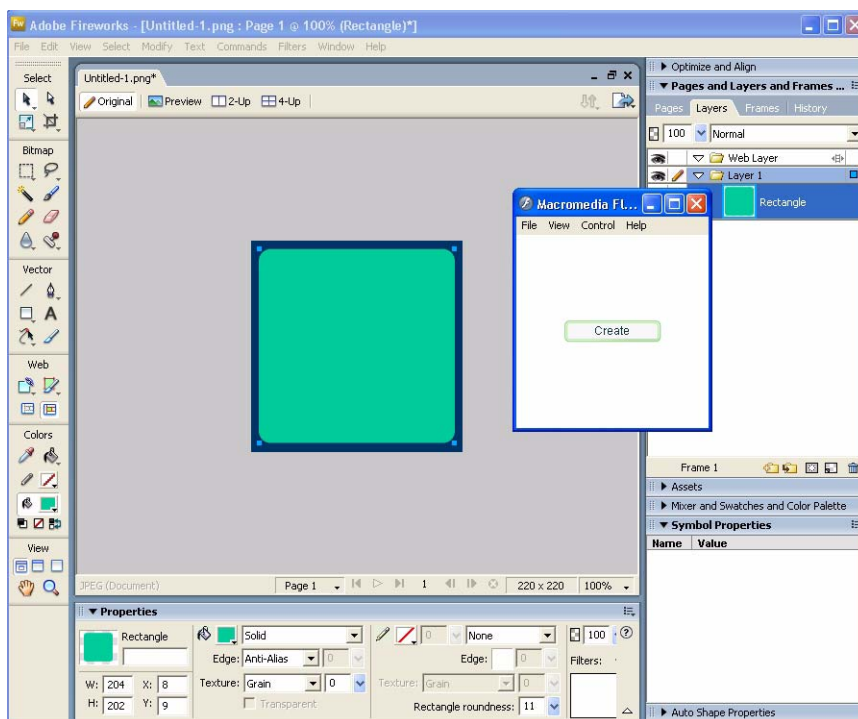 Adobe Fireworks - [Untitled-1.png : Page 1 @ 100% (Rectangle)*]
File Edit View Select Modify Text Commands Filters Window Help
Select
Bitmap
Vector
A
Web
Colors
View
Untitled-1.png*
Original Preview 2-Up 4-Up
JPEG (Document) Page 1 1 220 x 220 100%
Macromedia Fl...
File View Control Help
Create
Optimize and Align
Pages and Layers and Frames ...
Pages Layers Frames History
100 Normal
Web Layer
Layer 1
Rectangle
Frame 1
Assets
Mixer and Swatches and Color Palette
Symbol Properties
Name Value
Auto Shape Properties
Properties
Rectangle Solid 0 None 100
Edge: Anti-Alias 0 Edge: 0 Filters:
W: 204 X: 8 Texture: Grain 0 Texture: Grain 0
H: 202 Y: 9 Transparent Rectangle roundness: 11